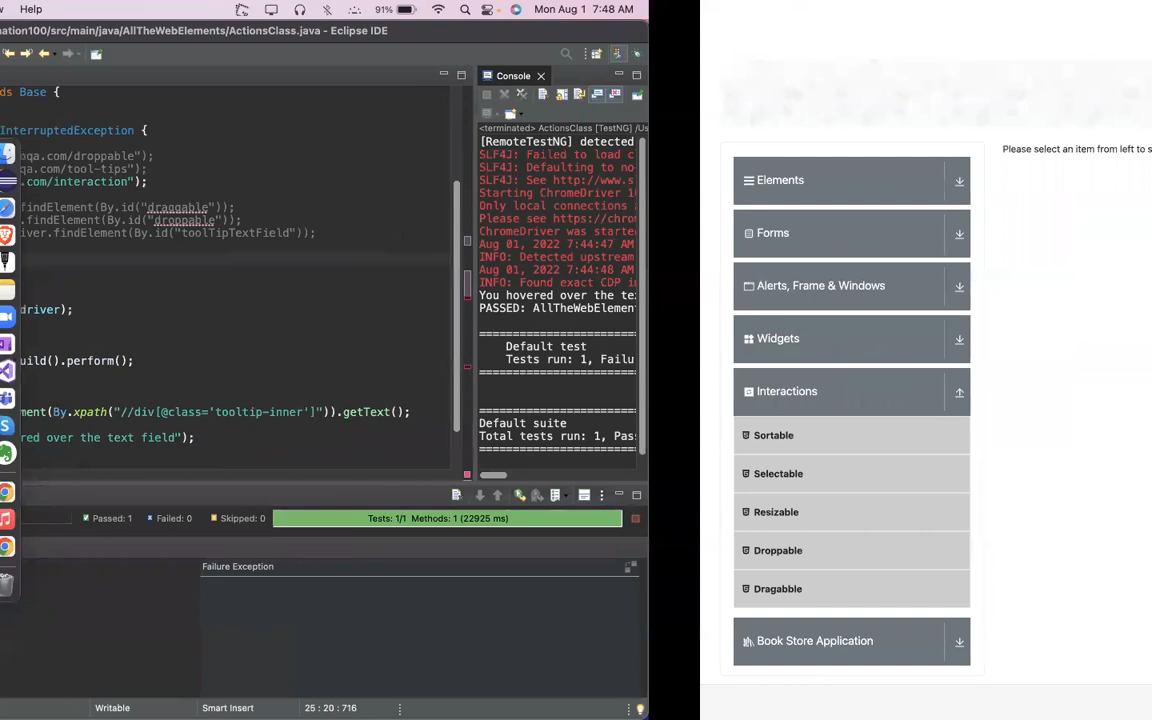 Help
91%
Mon Aug 1 7:48 AM
nation100/src/main/java/AllTheWebElements/ActionsClass.java - Eclipse IDE
ds Base {
InterruptedException {
qa.com/droppable");
qa.com/tool-tips");
.com/interaction");
findElement(By.id("draggable"));
.findElement(By.id("droppable"));
iver.findElement(By.id("toolTipTextField"));
driver);
uild().perform();
ment(By.xpath("//div[@class='tooltip-inner']")).getText();
red over the text field");
Console
<terminated> ActionsClass [TestNG] /Us
[RemoteTestNG] detected
SLF4J: Failed to load c
SLF4J: Defaulting to no
SLF4J: See http://www.s
Starting ChromeDriver 1
Only local connections
Please see https://chro
ChromeDriver was starte
Aug 01, 2022 7:44:47 AM
INFO: Detected upstream
Aug 01, 2022 7:44:48 AM
INFO: Found exact CDP i
You hovered over the te
PASSED: AllTheWebElemen
===============================================
Default test
Tests run: 1, Failu
===============================================
===============================================
Default suite
Total tests run: 1, Pas
===============================================
Passed: 1
Failed: 0
Skipped: 0
Tests: 1/1 Methods: 1 (22925 ms)
Failure Exception
Writable
Smart Insert
25 : 20 : 716
Please select an item from left to s
Elements
Forms
Alerts, Frame & Windows
Widgets
Interactions
Sortable
Selectable
Resizable
Droppable
Dragabble
Book Store Application